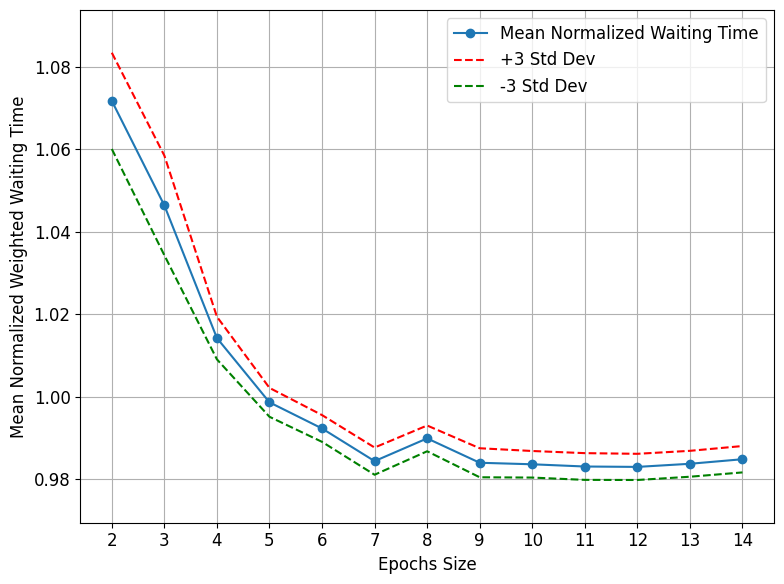 Mean Normalized Waiting Time
+3 Std Dev
-3 Std Dev
Mean Normalized Weighted Waiting Time
1.08
1.06
1.04
1.02
1.00
0.98
2 3 4 5 6 7 8 9 10 11 12 13 14
Epochs Size